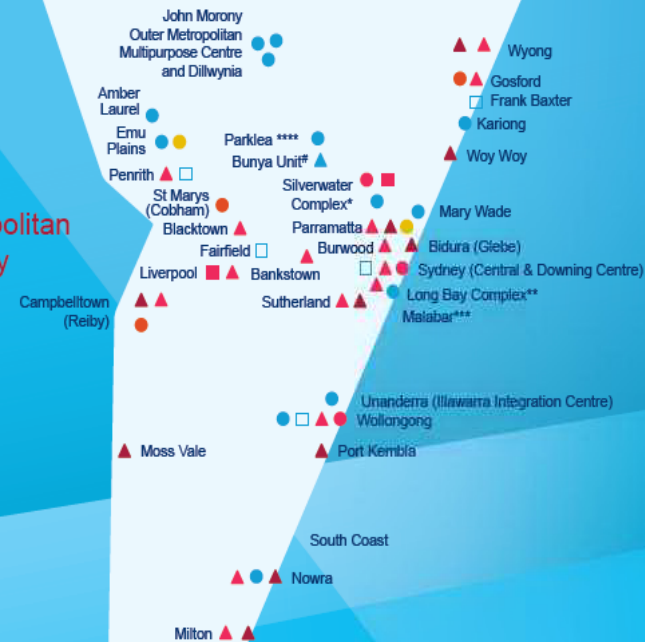 John Morony
Outer Metropolitan
Multipurpose Centre
and Dillwynia
Wyong
Gosford
Frank Baxter
Kariong
Woy Woy
Amber
Laurel
Emu
Plains
Parklea ****
Bunya Unit#
Penrith
Silverwater
Complex*
St Marys
(Cobham)
Mary Wade
politan
y
Blacktown
Parramatta
Fairfield
Burwood
Bidura (Glebe)
Liverpool
Bankstown
Sydney (Central & Downing Centre)
Campbelltown
(Reiby)
Sutherland
Long Bay Complex**
Malabar***
Unanderra (Illawarra Integration Centre)
Wollongong
Moss Vale
Port Kembla
South Coast
Nowra
Milton